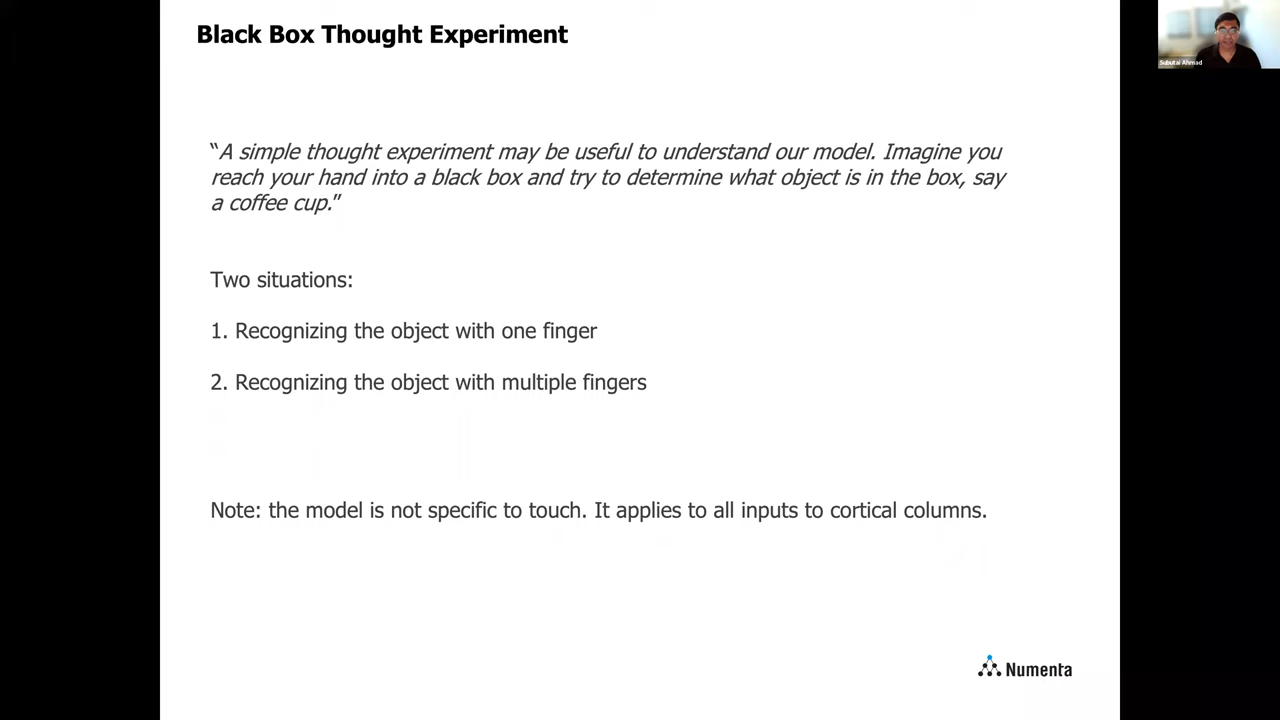 Black Box Thought Experiment
Subutai Ahmad
“A simple thought experiment may be useful to understand our model. Imagine you
reach your hand into a black box and try to determine what object is in the box, say
a coffee cup.”
Two situations:
1. Recognizing the object with one finger
2. Recognizing the object with multiple fingers
Note: the model is not specific to touch. It applies to all inputs to cortical columns.
Numenta